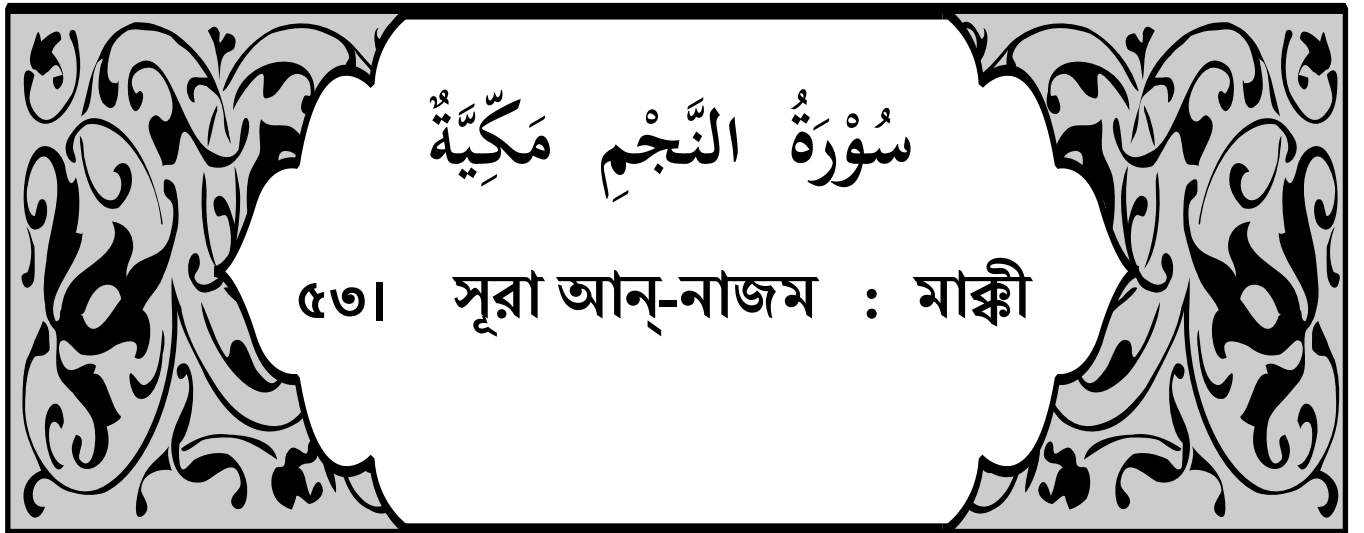 سُوْرَةُ النَّجْمِ مَكِّيَّةٌ
৫৩। সূরা আন্-নাজম : মাক্কী